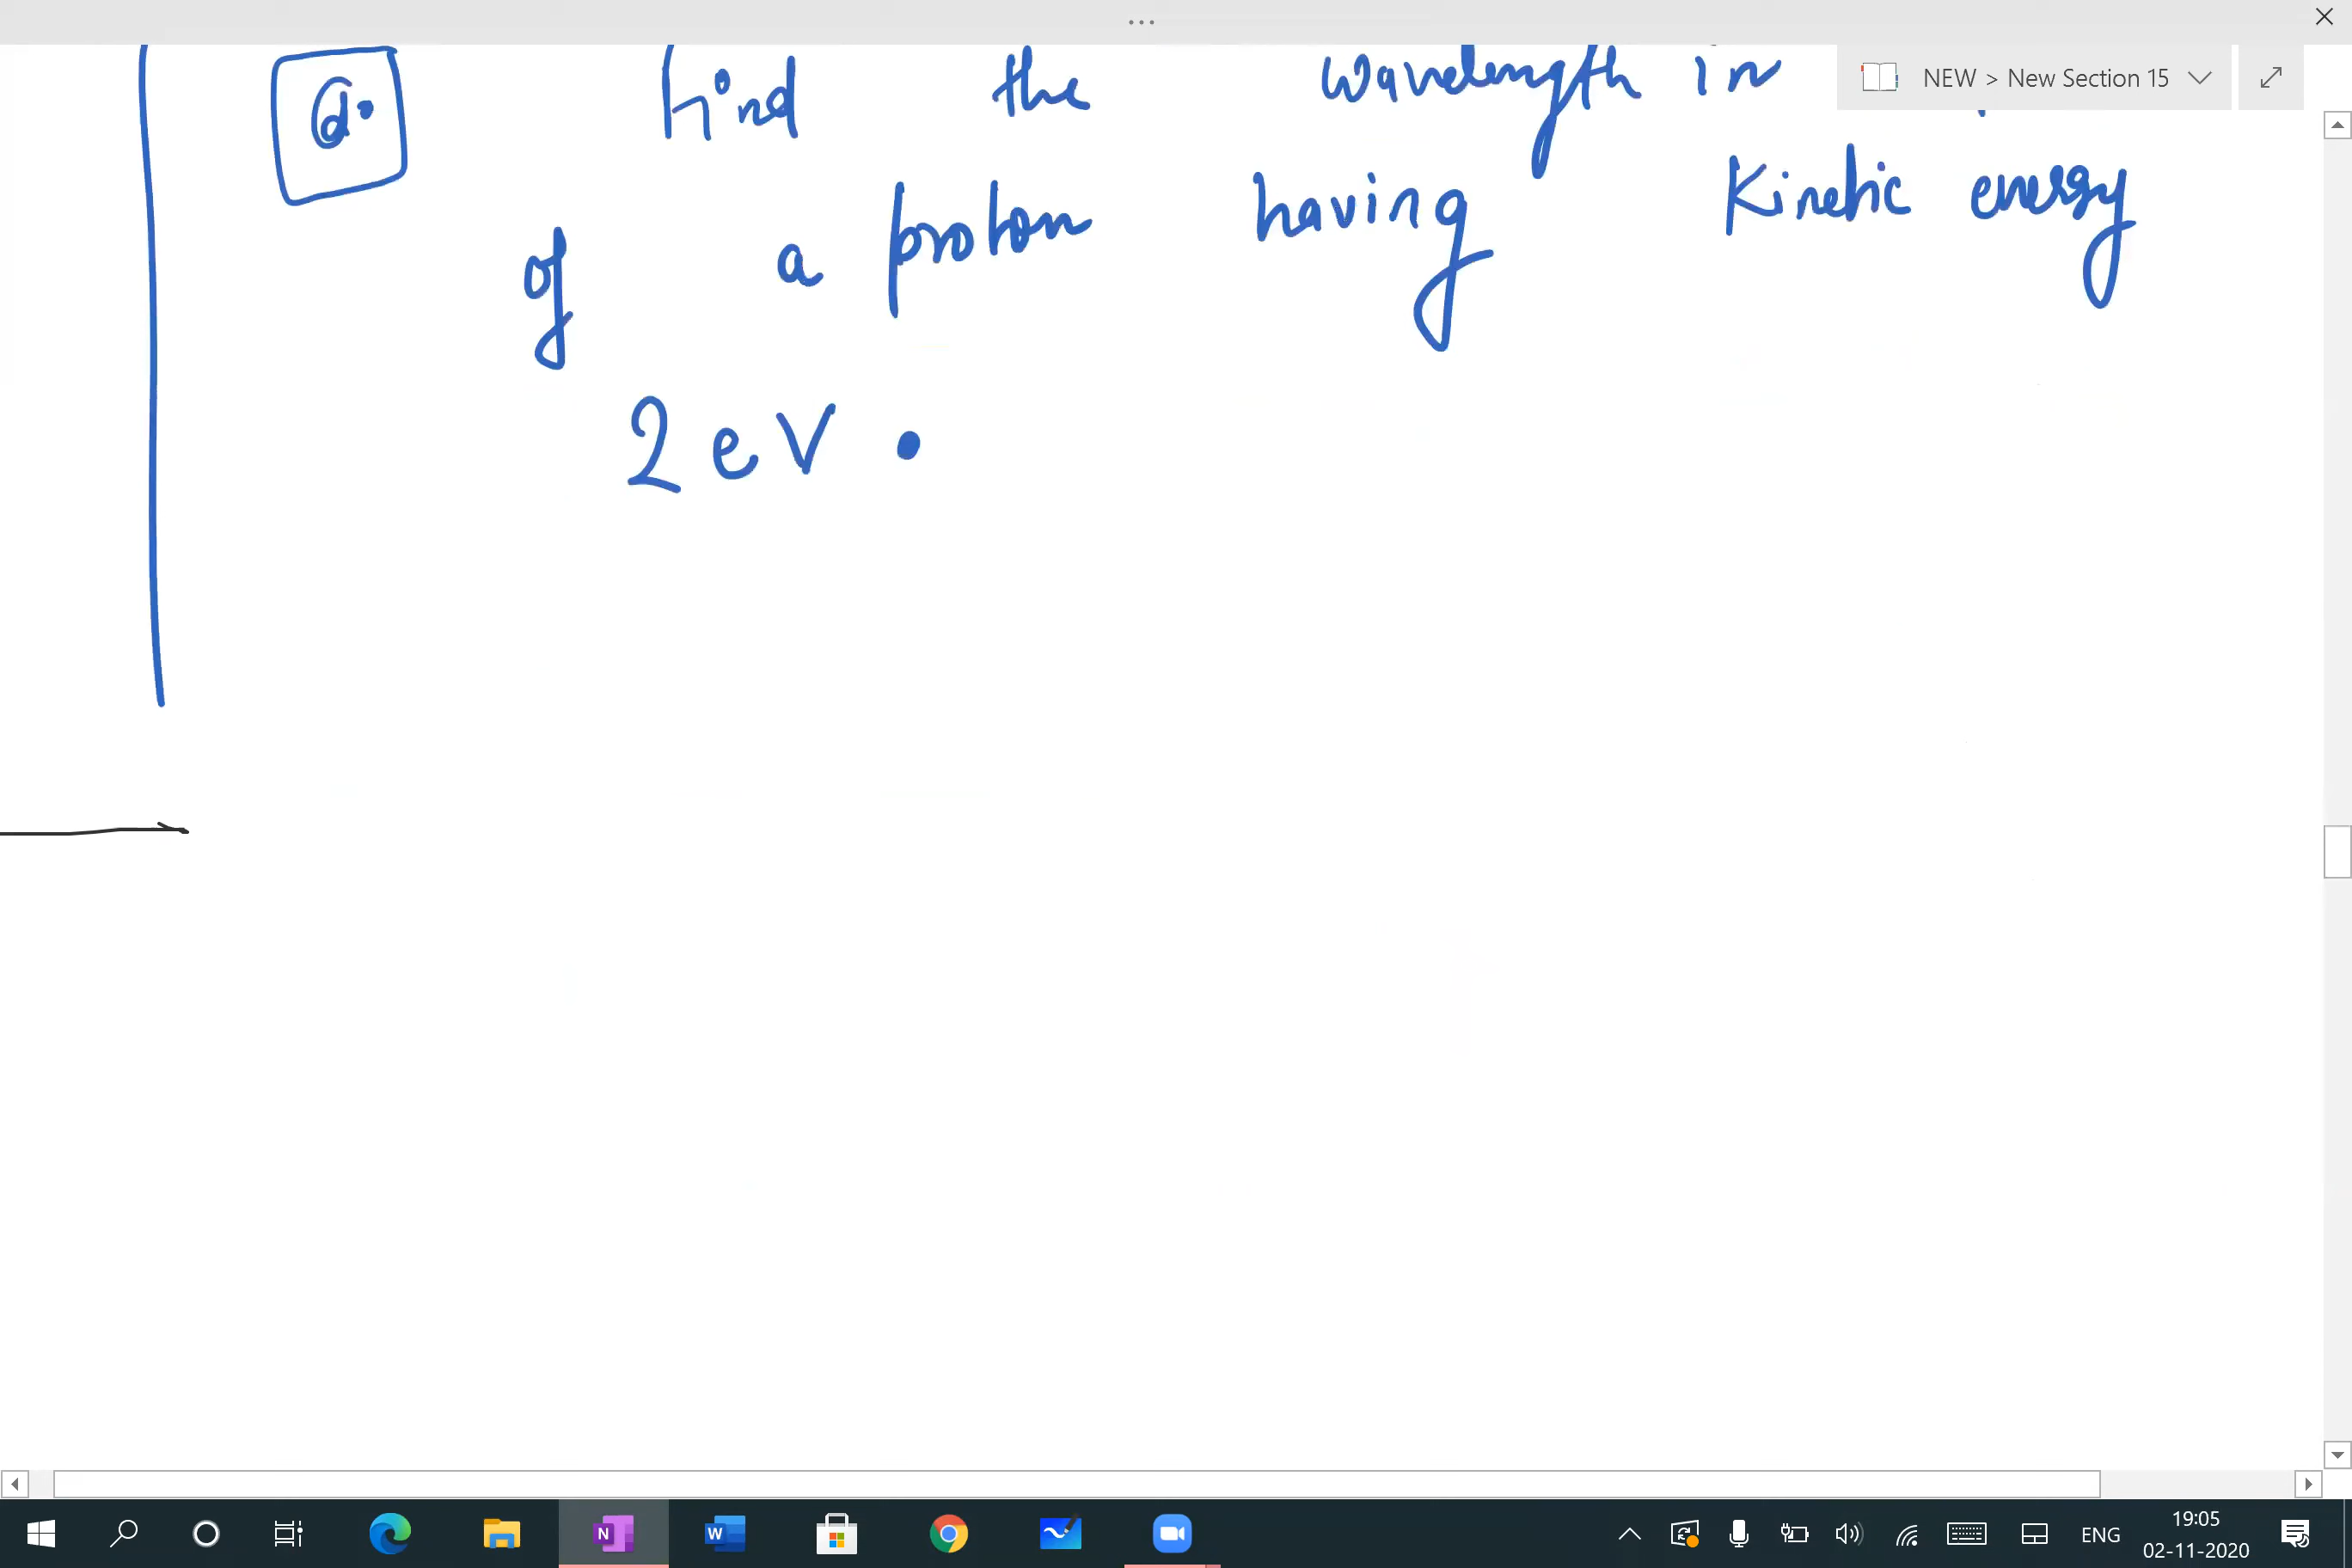 Q. Find the wavelength in
NEW > New Section 15
of a proton having Kinetic energy
2 eV .
ENG
19:05
02-11-2020